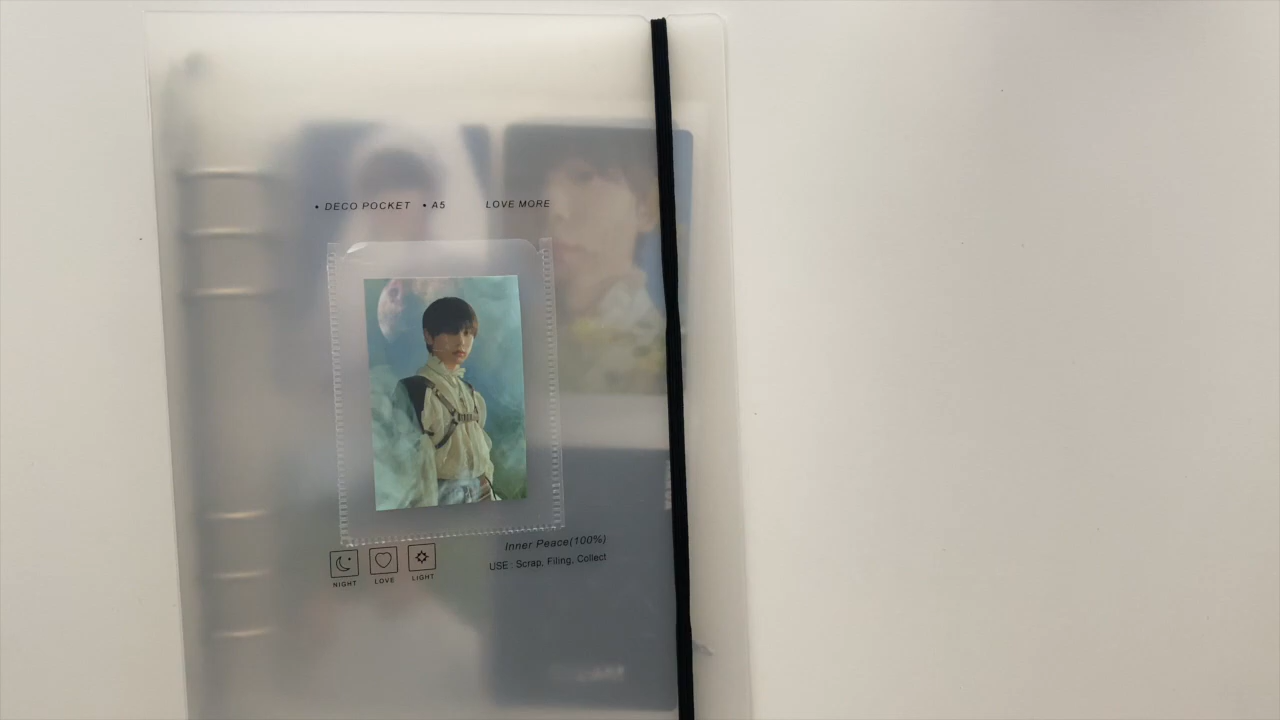 • DECO POCKET • A5 LOVE MORE
Inner Peace(100%)
USE : Scrap, Filing, Collect
NIGHT LOVE LIGHT